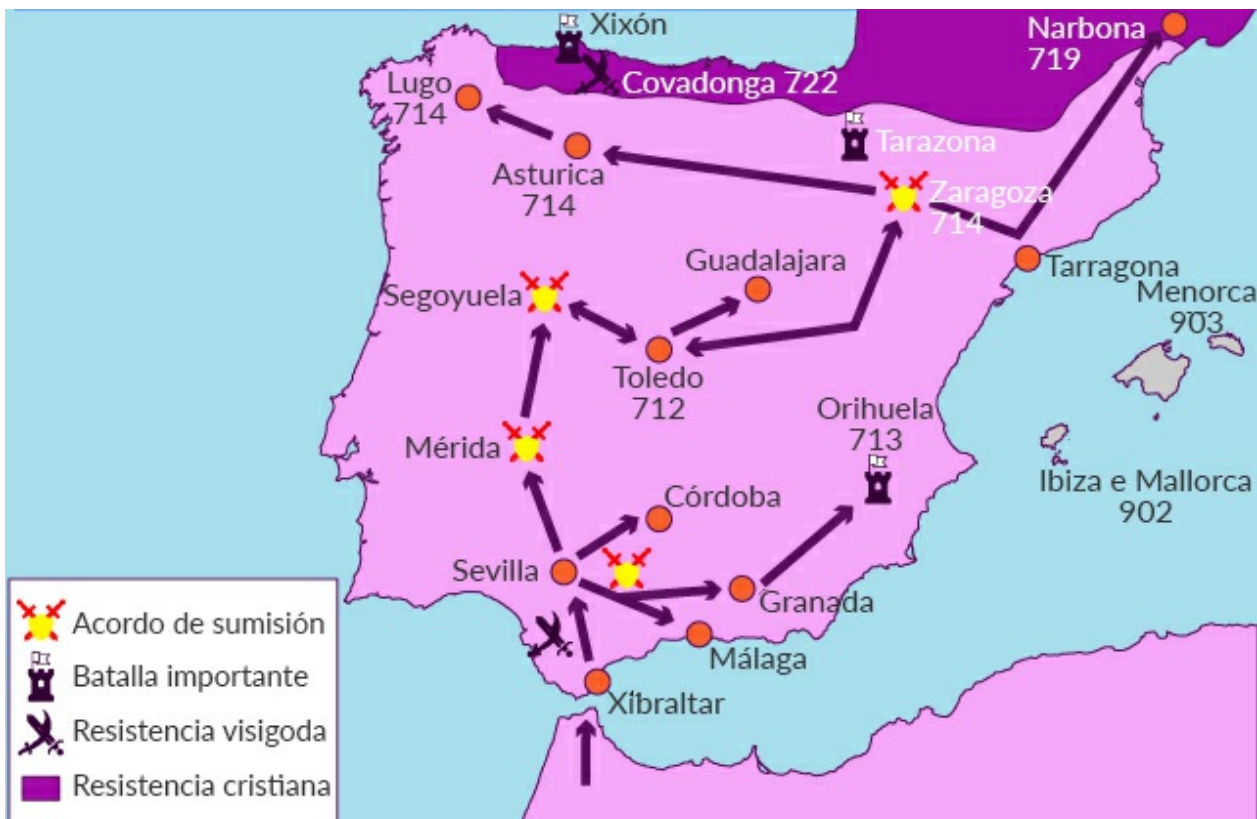 Xixón
Narbona
719
Lugo
714
Covadonga 722
Tarazona
Asturica
714
Zaragoza
714
Guadalajara
Tarragona
Segoyuela
Menorca
903
Toledo
712
Orihuela
713
Mérida
Ibiza e Mallorca
902
Córdoba
Sevilla
Granada
Málaga
Xibraltar
Acordo de sumisión
Batalla importante
Resistencia visigoda
Resistencia cristiana